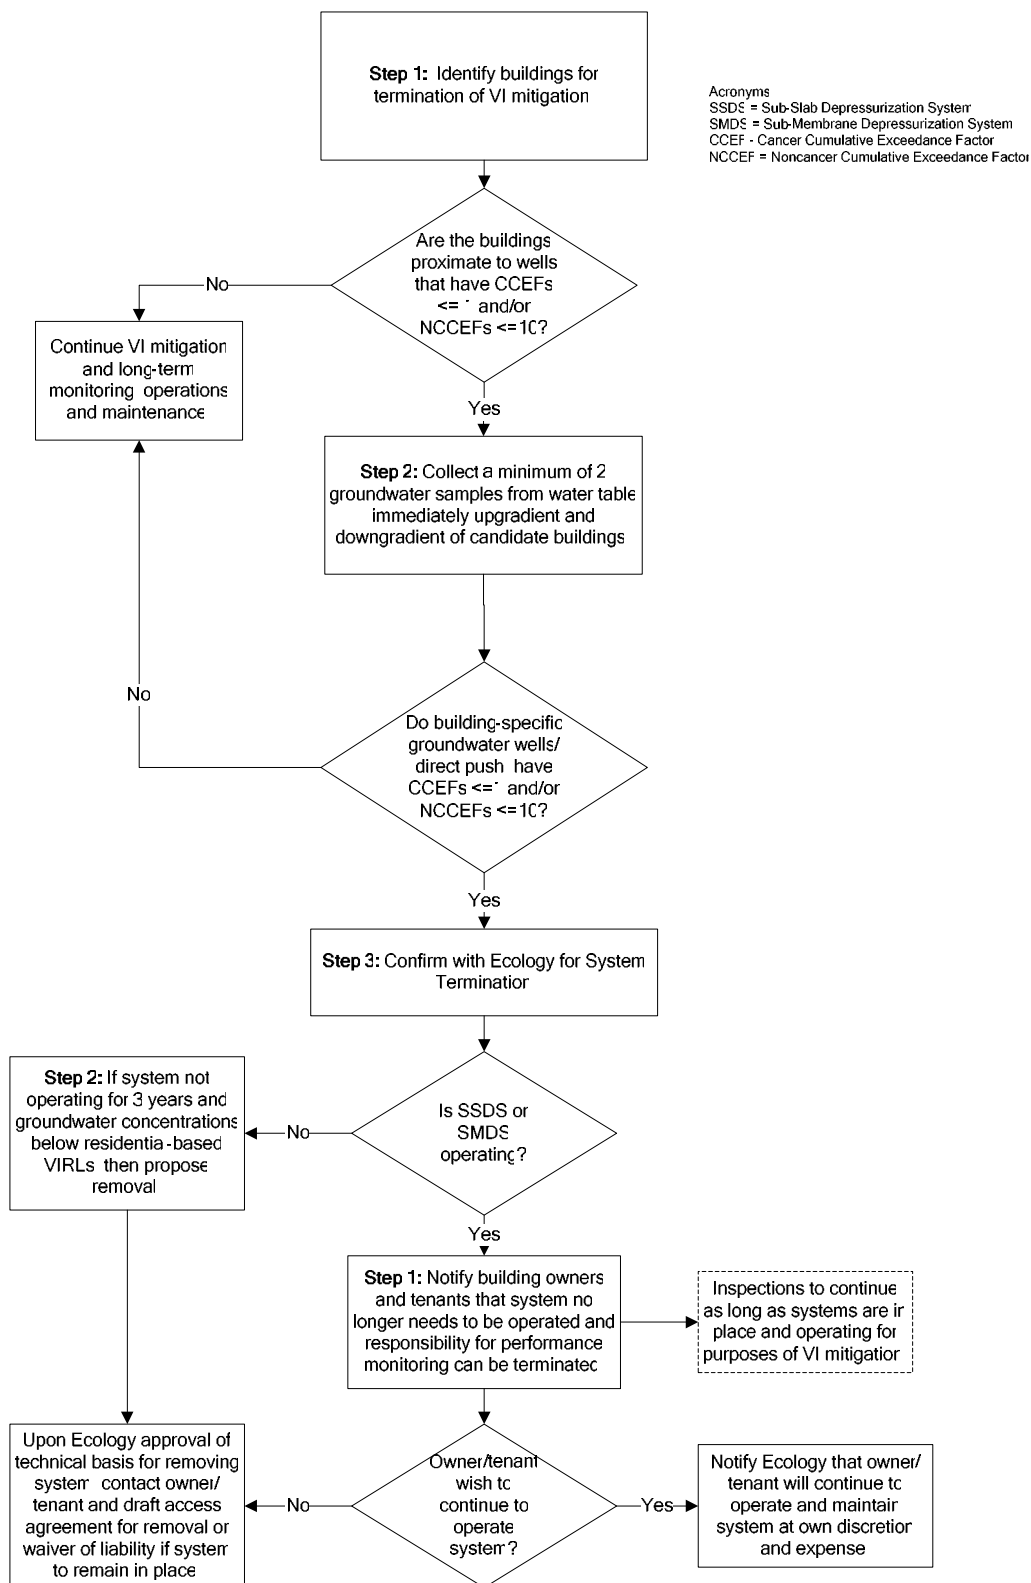 Step 1: Identify buildings for
termination of VI mitigation
Acronyms
SSDS = Sub-Slab Depressurization System
SMDS = Sub-Membrane Depressurization System
CCEF - Cancer Cumulative Exceedance Factor
NCCEF = Noncancer Cumulative Exceedance Factor
Are the buildings
proximate to wells
that have CCEFs
<= and/or
NCCEFs <=10?
No
Continue VI mitigation
and long-term
monitoring operations
and maintenance
Yes
Step 2: Collect a minimum of 2
groundwater samples from water table
immediately upgradient and
downgradient of candidate buildings
No
Do building-specific
groundwater wells/
direct push have
CCEFs <= and/or
NCCEFs <=10?
Yes
Step 3: Confirm with Ecology for System
Termination
Is SSDS or
SMDS
operating?
No
Step 2: If system not
operating for 3 years and
groundwater concentrations
below residential-based
VIRLs then propose
removal
Yes
Step 1: Notify building owners
and tenants that system no
longer needs to be operated and
responsibility for performance
monitoring can be terminated
Inspections to continue
as long as systems are in
place and operating for
purposes of VI mitigation
Owner/tenant
wish to
continue to
operate
system?
No
Upon Ecology approval of
technical basis for removing
system contact owner/
tenant and draft access
agreement for removal or
waiver of liability if system
to remain in place
Yes
Notify Ecology that owner/
tenant will continue to
operate and maintain
system at own discretion
and expense